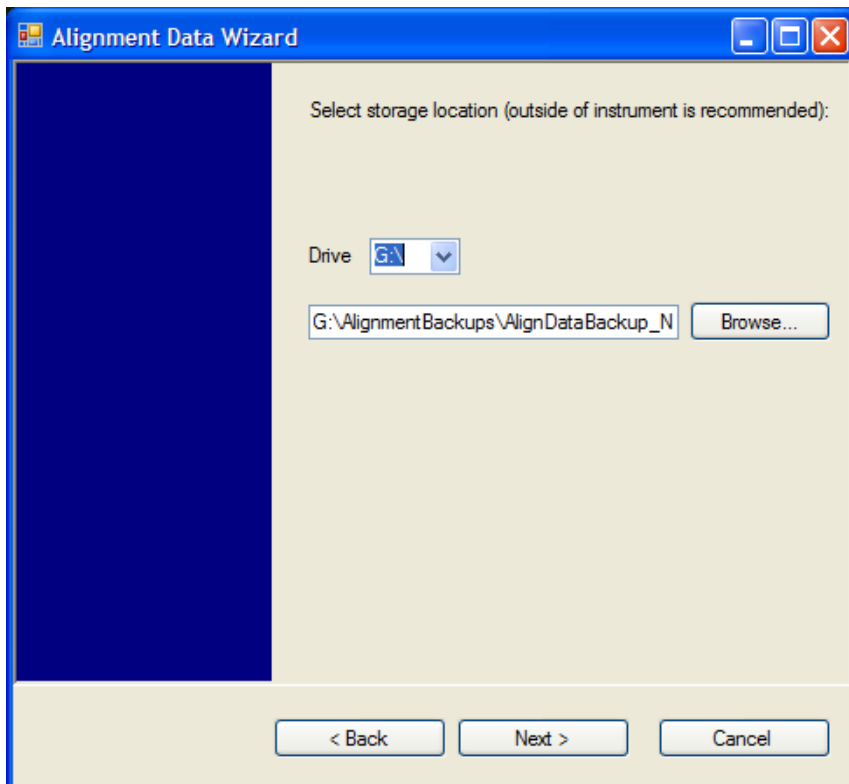 Alignment Data Wizard
Select storage location (outside of instrument is recommended):
Drive G:\
G:\AlignmentBackups\AlignDataBackup_N Browse...
< Back Next > Cancel